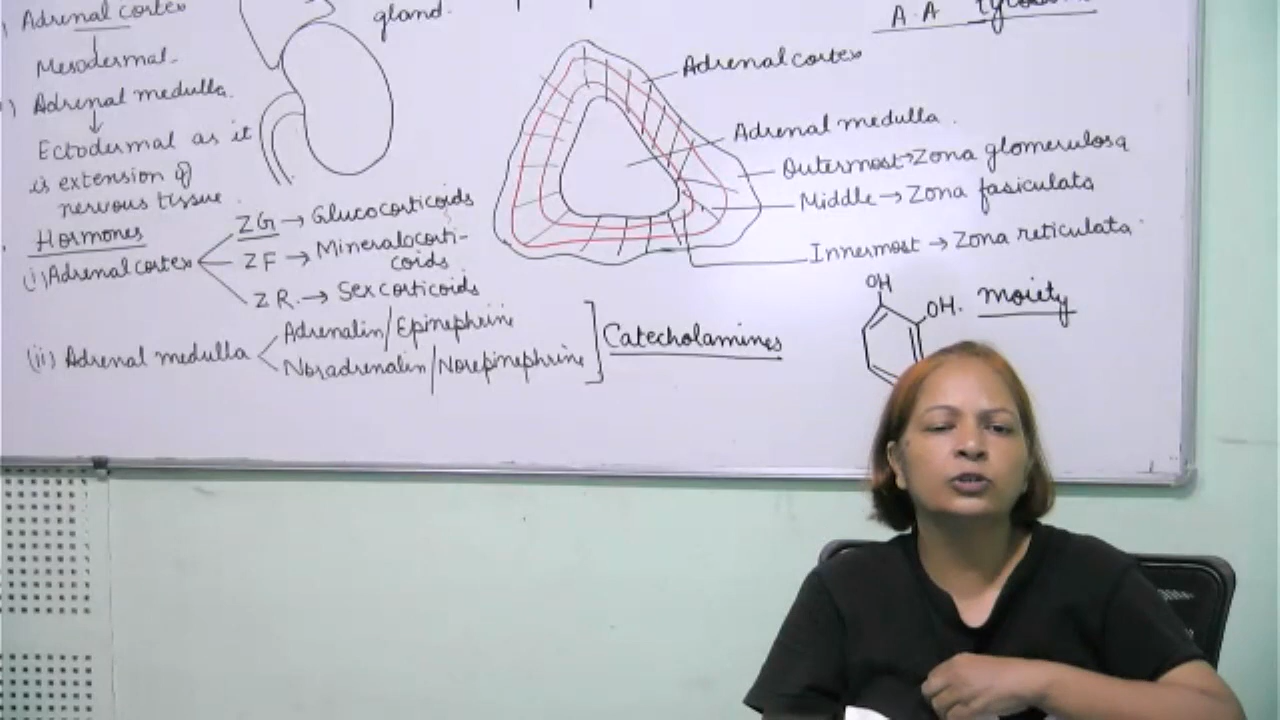 Adrenal cortex
Mesodermal.
Adrenal medulla.
Ectodermal as it
is extension of
nervous tissue.
Hormones
(i) Adrenal cortex
ZG → Glucocorticoids
ZF → Mineralocorti-
coids
ZR. → Sexcorticoids
(ii) Adrenal medulla
Adrenalin/Epinephrine
Noradrenalin/Norepinephrine
Catecholamines
gland.
A.A
Adrenal cortex
Adrenal medulla.
Outermost→Zona glomerulosa
Middle → Zona fasiculata
Innermost → Zona reticulata
OH
OH. moiety